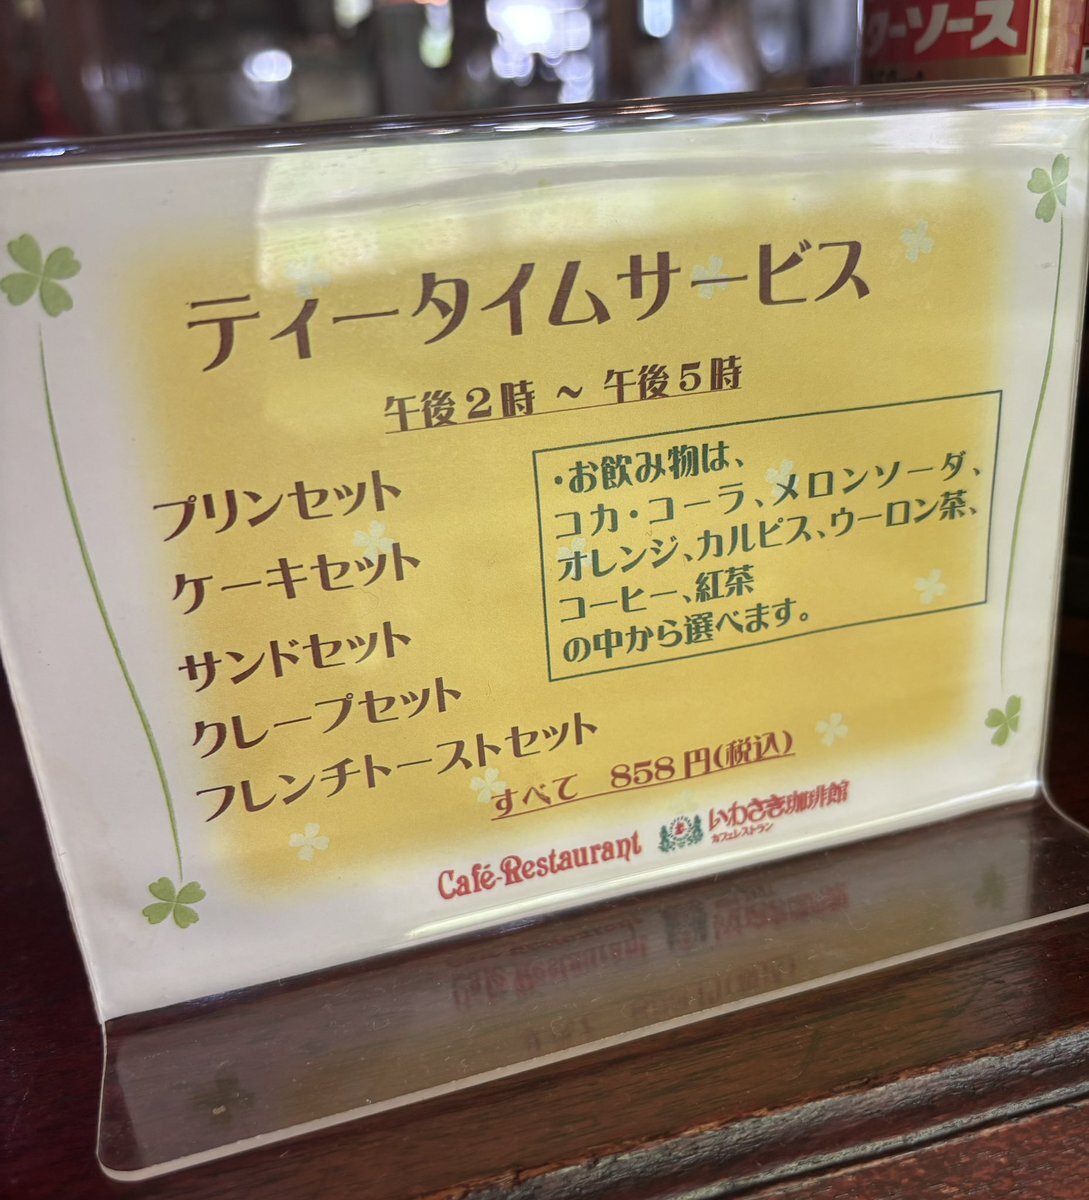 ターソース
ティータイムサービス
午後２時 ～ 午後５時
プリンセット
ケーキセット
サンドセット
クレープセット
フレンチトーストセット
・お飲み物は、
コカ・コーラ、メロンソーダ、
オレンジ、カルピス、ウーロン茶、
コーヒー、紅茶
の中から選べます。
すべて 858円(税込)
Café-Restaurant いわさき珈琲館
カフェレストラン